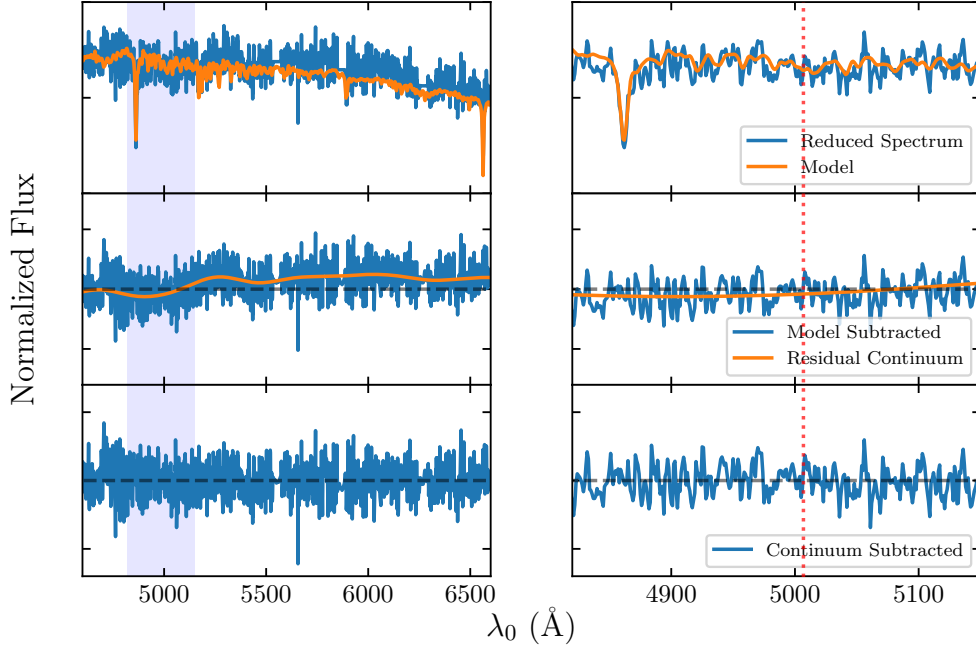 Normalized Flux
Reduced Spectrum
Model
Model Subtracted
Residual Continuum
Continuum Subtracted
5000 5500 6000 6500
4900 5000 5100
λ₀ (Å)